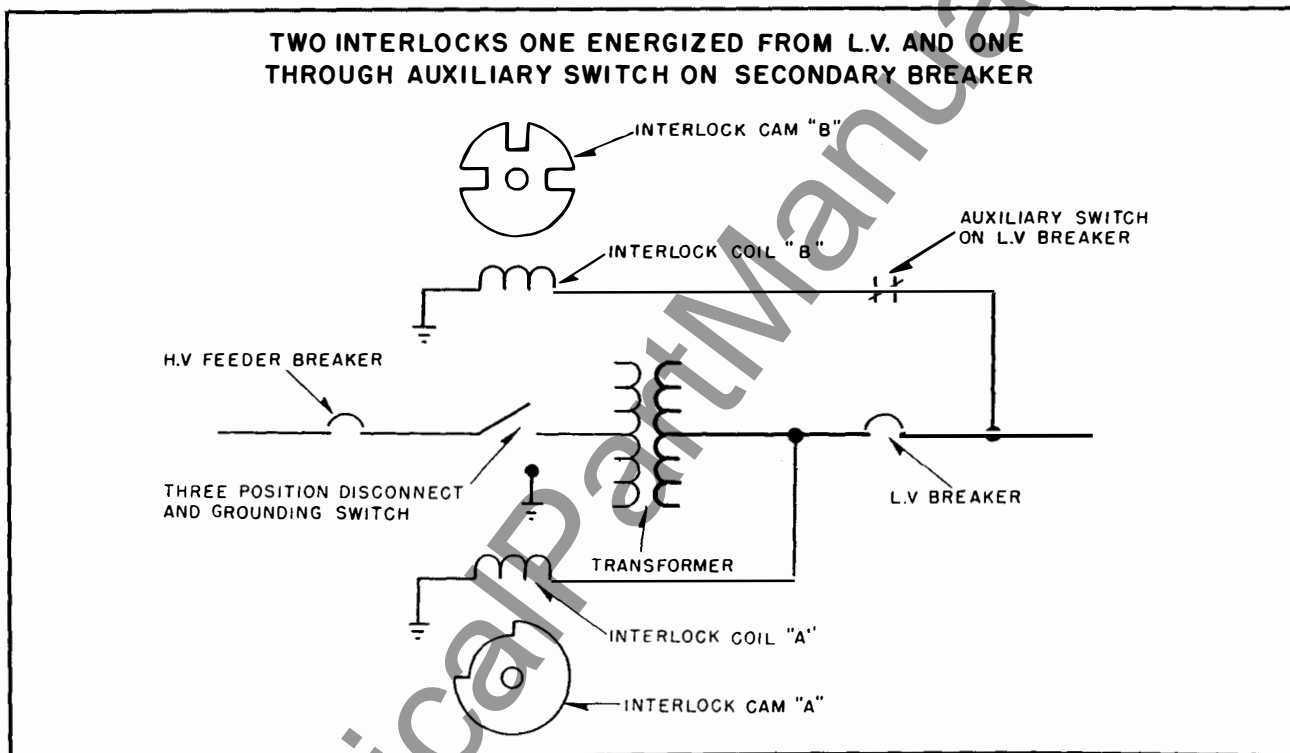 TWO INTERLOCKS ONE ENERGIZED FROM L.V. AND ONE
THROUGH AUXILIARY SWITCH ON SECONDARY BREAKER
INTERLOCK CAM "B"
AUXILIARY SWITCH
ON L.V BREAKER
INTERLOCK COIL "B"
H.V FEEDER BREAKER
THREE POSITION DISCONNECT
AND GROUNDING SWITCH
L.V BREAKER
TRANSFORMER
INTERLOCK COIL "A"
INTERLOCK CAM "A"
icalPartManua